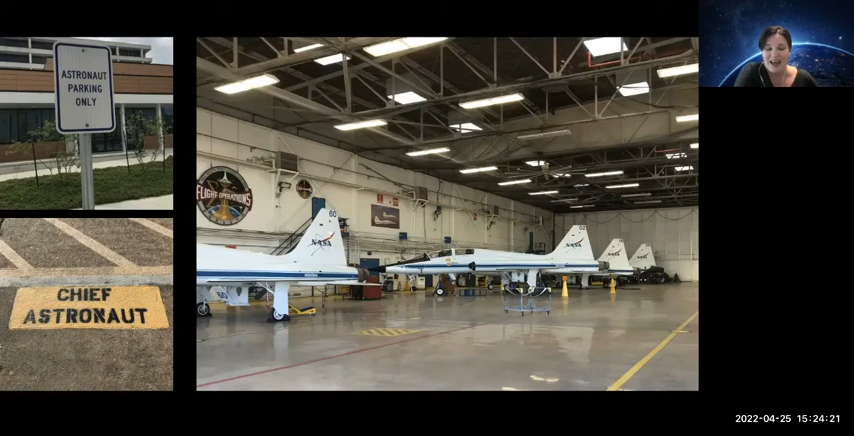 ASTRONAUT
PARKING
ONLY
CHIEF
ASTRONAUT
FLIGHT OPERATIONS
60
NASA
NASA
2022-04-25 15:24:21